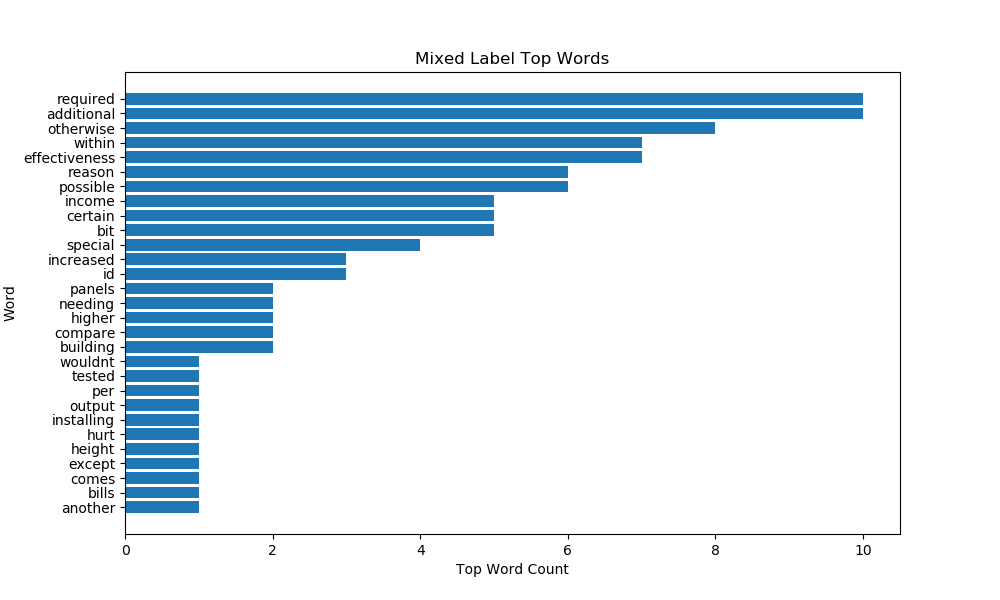 Mixed Label Top Words
required
additional
otherwise
within
effectiveness
reason
possible
income
certain
bit
special
increased
id
panels
needing
higher
compare
building
wouldnt
tested
per
output
installing
hurt
height
except
comes
bills
another
Word
0 2 4 6 8 10
Top Word Count